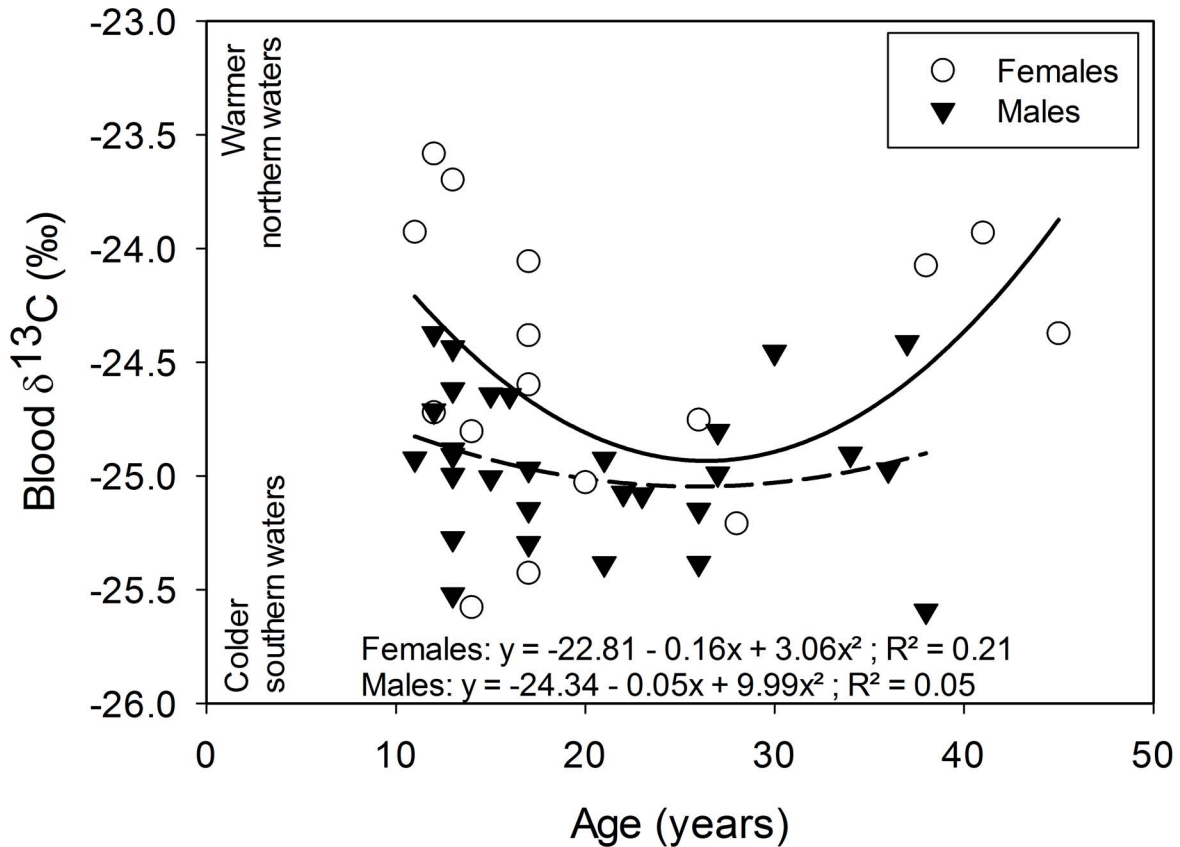 -23.0
-23.5
-24.0
-24.5
-25.0
-25.5
-26.0
Blood δ13C (‰)
Warmer
northern waters
Colder
southern waters
Females
Males
Females: y = -22.81 - 0.16x + 3.06x² ; R² = 0.21
Males: y = -24.34 - 0.05x + 9.99x² ; R² = 0.05
0
10
20
30
40
50
Age (years)